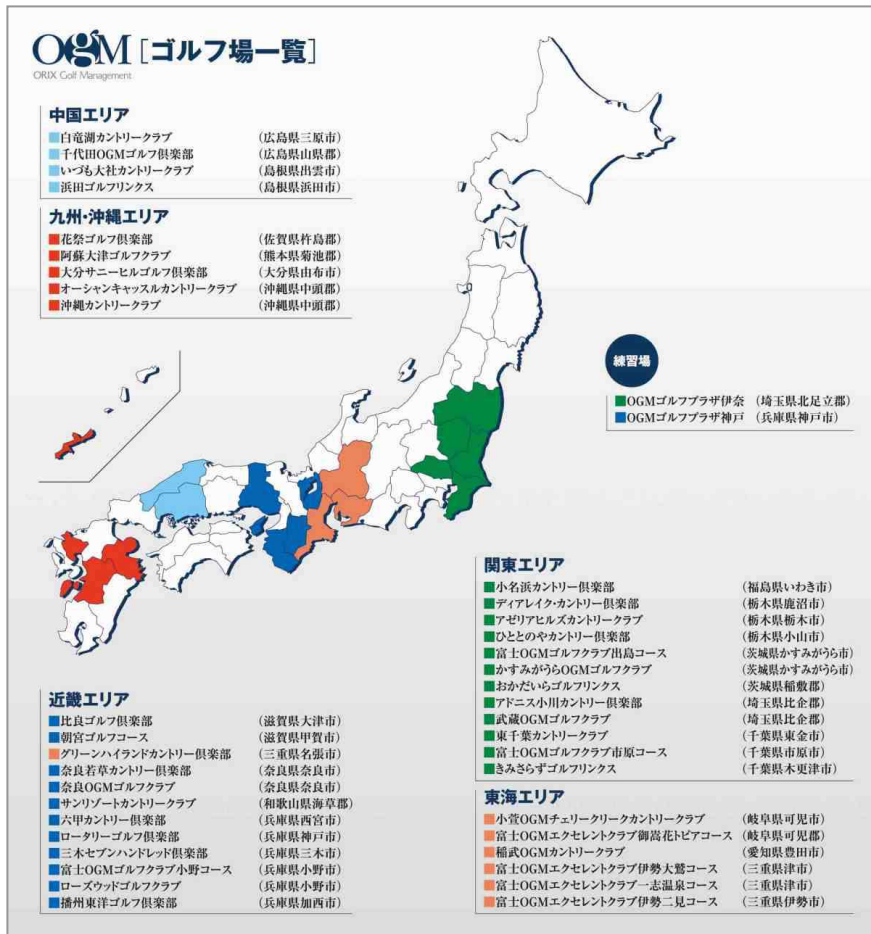 OGM[ゴルフ場一覧]
ORIX Golf Management
中国エリア
白竜湖カントリークラブ (広島県三原市)
千代田OGMゴルフ倶楽部 (広島県山県郡)
いづも大社カントリークラブ (島根県出雲市)
浜田ゴルフリンクス (島根県浜田市)
九州・沖縄エリア
花祭ゴルフ倶楽部 (佐賀県杵島郡)
阿蘇大津ゴルフクラブ (熊本県菊池郡)
大分サニーヒルゴルフ倶楽部 (大分県由布市)
オーシャンキャッスルカントリークラブ (沖縄県中頭郡)
沖縄カントリークラブ (沖縄県中頭郡)
練習場
OGMゴルフプラザ伊奈 (埼玉県北足立郡)
OGMゴルフプラザ神戸 (兵庫県神戸市)
関東エリア
小名浜カントリー倶楽部 (福島県いわき市)
ディアレイク・カントリー倶楽部 (栃木県鹿沼市)
アゼリアヒルズカントリークラブ (栃木県栃木市)
ひととのやカントリー倶楽部 (栃木県小山市)
富士OGMゴルフクラブ出島コース (茨城県かすみがうら市)
かすみがうらOGMゴルフクラブ (茨城県かすみがうら市)
おかだいらゴルフリンクス (茨城県稲敷郡)
アドニス小川カントリー倶楽部 (埼玉県比企郡)
武蔵OGMゴルフクラブ (埼玉県比企郡)
東千葉カントリークラブ (千葉県東金市)
富士OGMゴルフクラブ市原コース (千葉県市原市)
きみさらずゴルフリンクス (千葉県木更津市)
近畿エリア
比良ゴルフ倶楽部 (滋賀県大津市)
朝宮ゴルフコース (滋賀県甲賀市)
グリーンハイランドカントリー倶楽部 (三重県名張市)
奈良若草カントリー倶楽部 (奈良県奈良市)
奈良OGMゴルフクラブ (奈良県奈良市)
サンリゾートカントリークラブ (和歌山県海草郡)
六甲カントリー倶楽部 (兵庫県西宮市)
ロータリーゴルフ倶楽部 (兵庫県神戸市)
三木セブンハンドレッド倶楽部 (兵庫県三木市)
富士OGMゴルフクラブ小野コース (兵庫県小野市)
ローズウッドゴルフクラブ (兵庫県小野市)
播州東洋ゴルフ倶楽部 (兵庫県加西市)
東海エリア
小萱OGMチェリークリークカントリークラブ (岐阜県可児市)
富士OGMエクセレントクラブ御嵩花トピアコース (岐阜県可児郡)
稲武OGMカントリークラブ (愛知県豊田市)
富士OGMエクセレントクラブ伊勢大鷲コース (三重県津市)
富士OGMエクセレントクラブ一志温泉コース (三重県津市)
富士OGMエクセレントクラブ伊勢二見コース (三重県伊勢市)